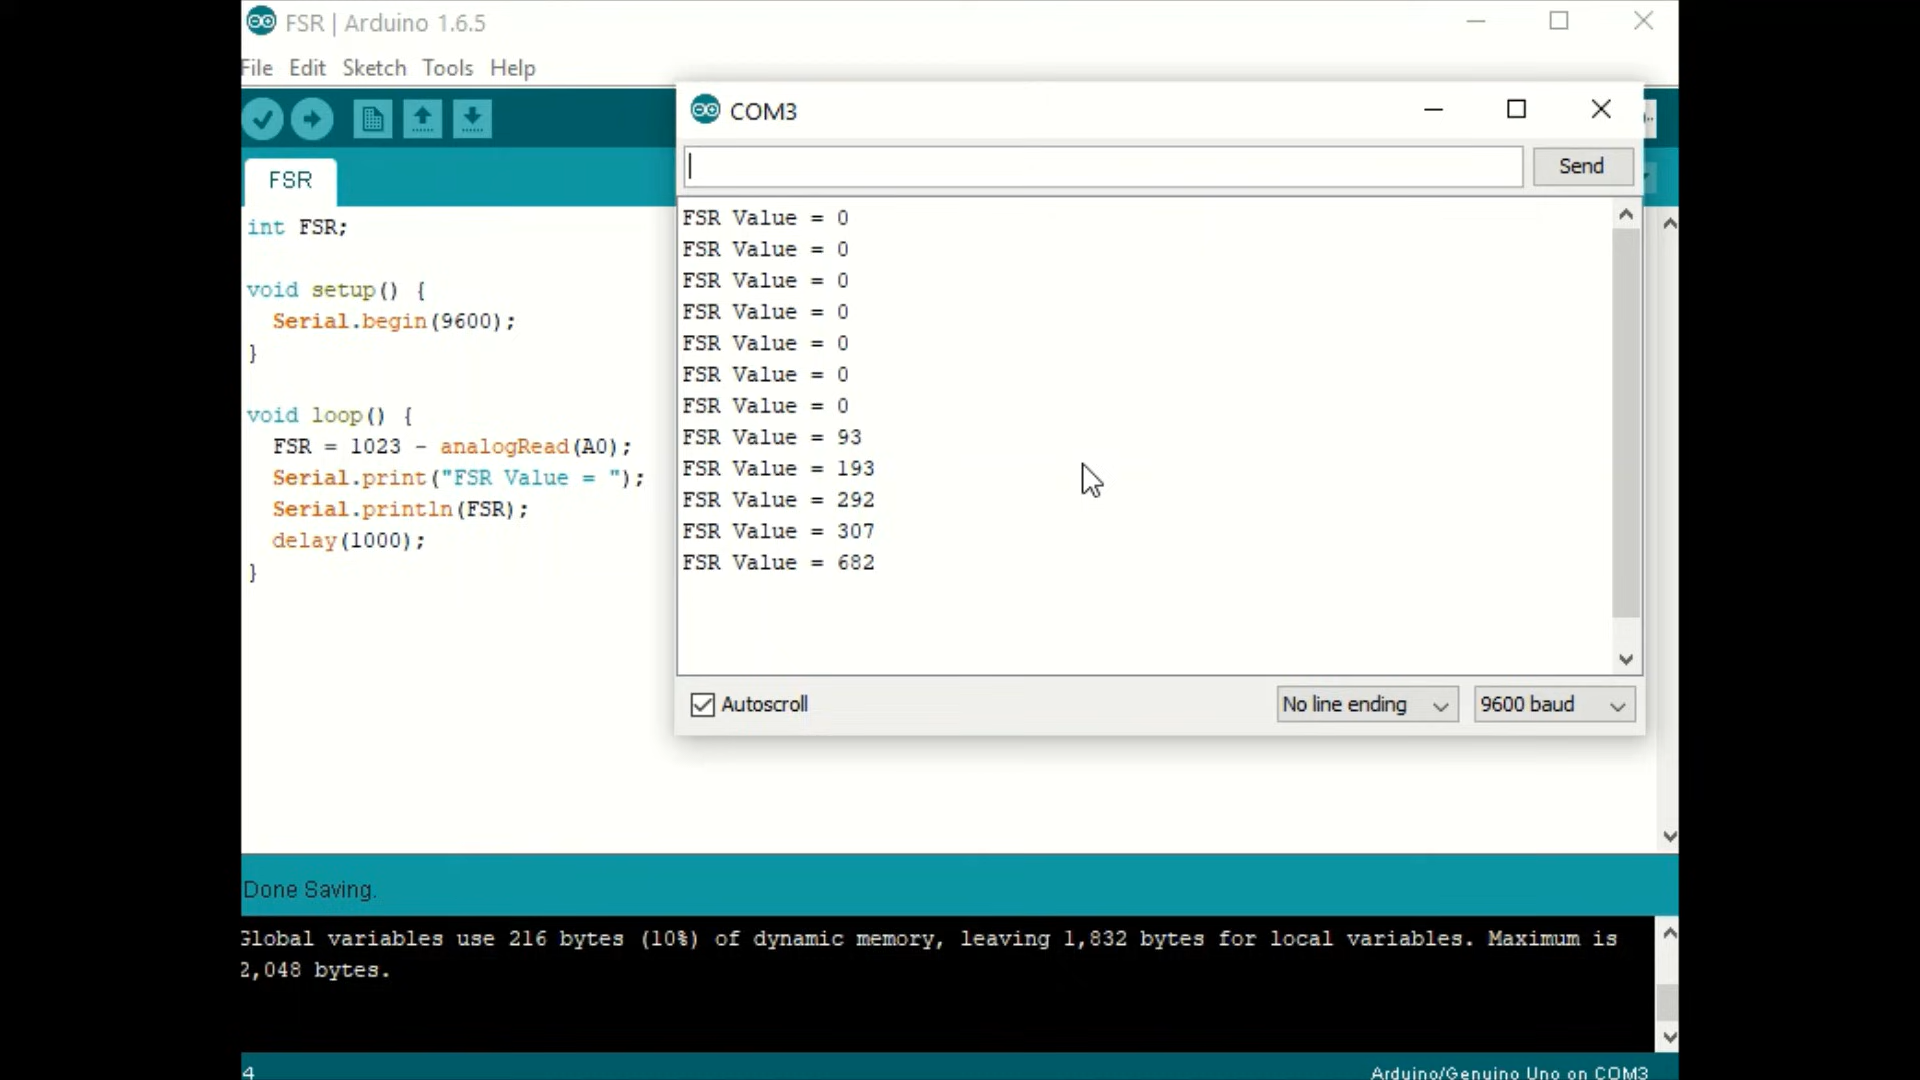 FSR | Arduino 1.6.5
File Edit Sketch Tools Help
FSR
int FSR;
void setup() {
Serial.begin(9600);
}
void loop() {
FSR = 1023 - analogRead(A0);
Serial.print("FSR Value = ");
Serial.println(FSR);
delay(1000);
}
COM3
Send
FSR Value = 0
FSR Value = 0
FSR Value = 0
FSR Value = 0
FSR Value = 0
FSR Value = 0
FSR Value = 0
FSR Value = 93
FSR Value = 193
FSR Value = 292
FSR Value = 307
FSR Value = 682
Autoscroll
No line ending
9600 baud
Done Saving.
Global variables use 216 bytes (10%) of dynamic memory, leaving 1,832 bytes for local variables. Maximum is
2,048 bytes.
4
Arduino/Genuino Uno on COM3